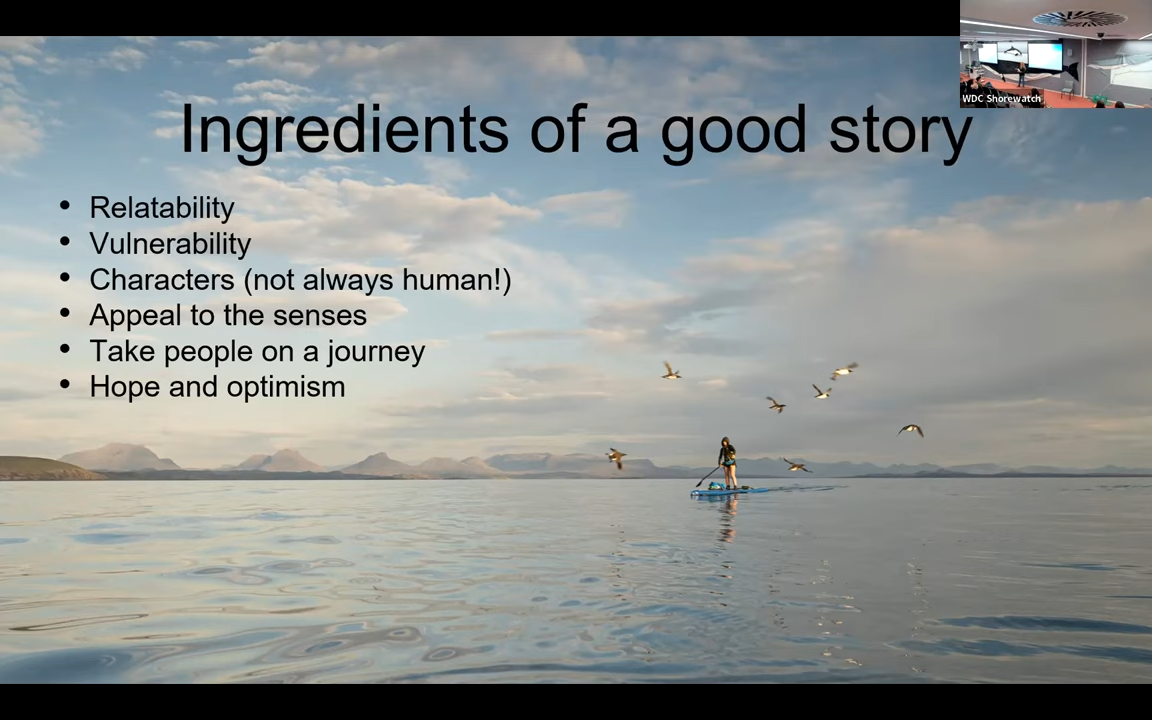 Ingredients of a good story
• Relatability
• Vulnerability
• Characters (not always human!)
• Appeal to the senses
• Take people on a journey
• Hope and optimism
WDC Shorewatch